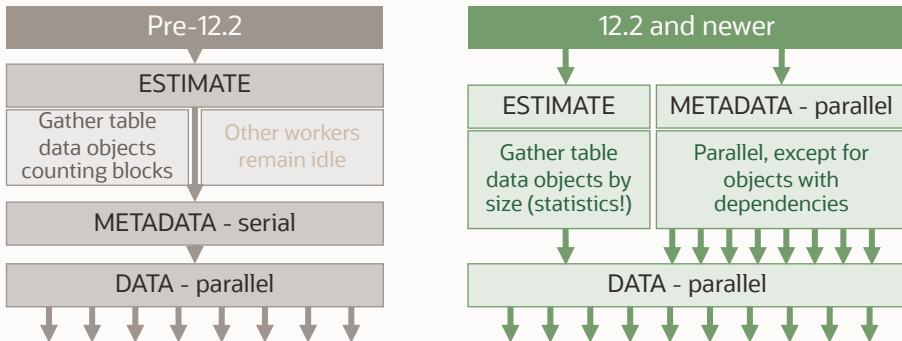 Pre-12.2
ESTIMATE
Gather table
data objects
counting blocks
Other workers
remain idle
METADATA - serial
DATA - parallel
12.2 and newer
ESTIMATE
METADATA - parallel
Gather table
data objects by
size (statistics!)
Parallel, except for
objects with
dependencies
DATA - parallel